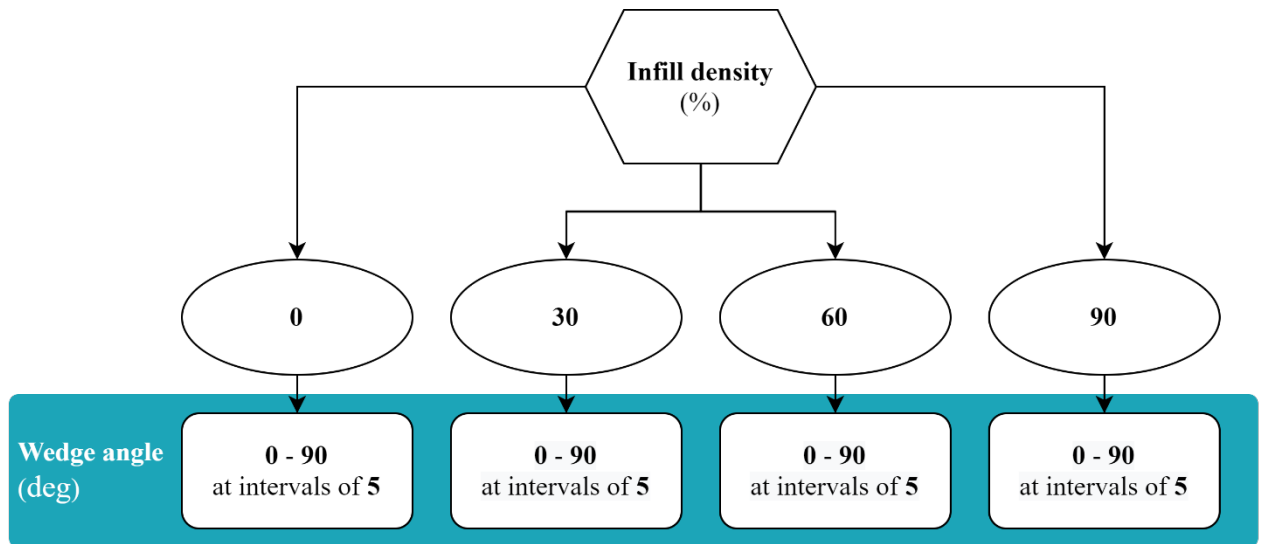 Infill density
(%)
0
30
60
90
Wedge angle
(deg)
0 - 90
at intervals of 5
0 - 90
at intervals of 5
0 - 90
at intervals of 5
0 - 90
at intervals of 5